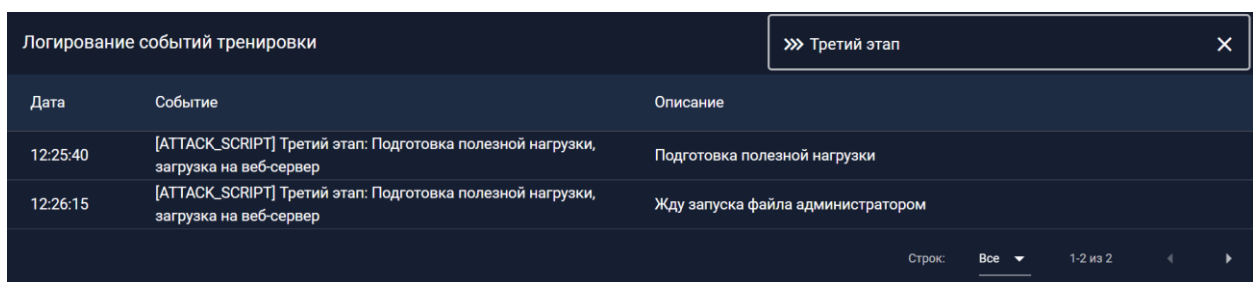 Логирование событий тренировки
Третий этап
Дата Событие Описание
12:25:40 [ATTACK_SCRIPT] Третий этап: Подготовка полезной нагрузки, Подготовка полезной нагрузки
загрузка на веб-сервер
12:26:15 [ATTACK_SCRIPT] Третий этап: Подготовка полезной нагрузки, Жду запуска файла администратором
загрузка на веб-сервер
Строк: Все 1-2 из 2